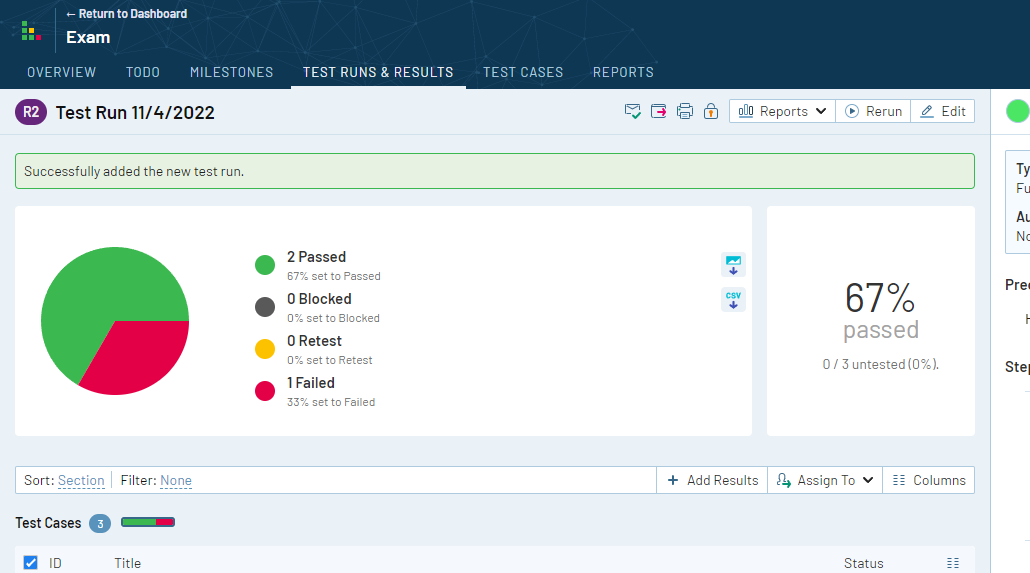 ← Return to Dashboard
Exam
OVERVIEW TODO MILESTONES TEST RUNS & RESULTS TEST CASES REPORTS
R2 Test Run 11/4/2022 Reports Rerun Edit
Successfully added the new test run.
Ty
Fu
Au
No
2 Passed
67% set to Passed
0 Blocked
0% set to Blocked
0 Retest
0% set to Retest
1 Failed
33% set to Failed
CSV
67%
passed
0 / 3 untested (0%).
Prec
H
Step
Sort: Section Filter: None + Add Results Assign To Columns
Test Cases 3
ID Title Status